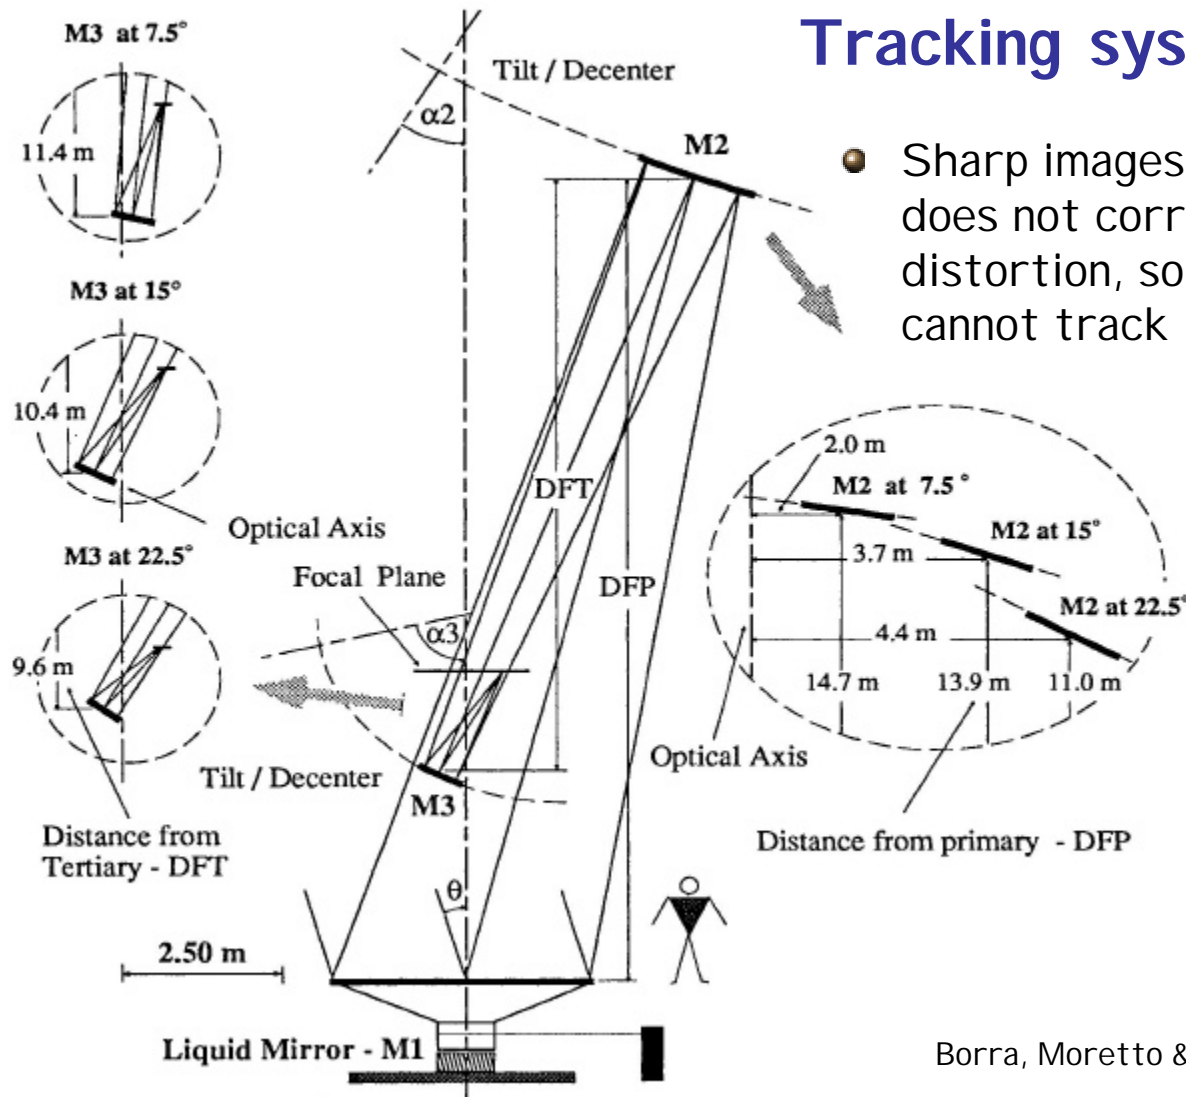 Tracking sys
Sharp images
does not corr
distortion, so
cannot track
M3 at 7.5°
11.4 m
M3 at 15°
10.4 m
Optical Axis
M3 at 22.5°
9.6 m
Distance from
Tertiary - DFT
Tilt / Decenter
α2
M2
DFT
DFP
Focal Plane
α3
Tilt / Decenter
M3
θ
2.50 m
Liquid Mirror - M1
2.0 m
M2 at 7.5°
M2 at 15°
3.7 m
M2 at 22.5°
4.4 m
14.7 m
13.9 m
11.0 m
Optical Axis
Distance from primary - DFP
Borra, Moretto &